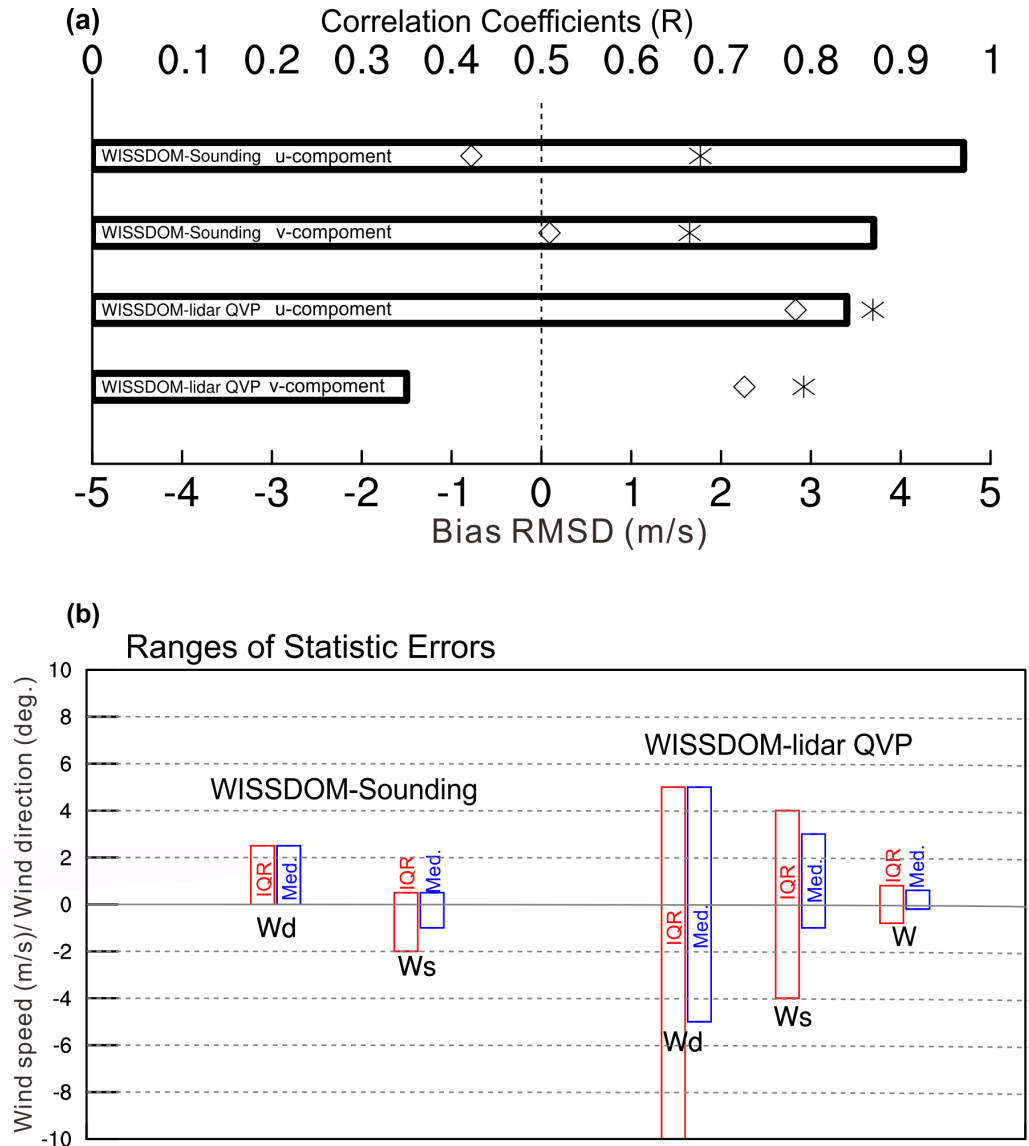 (a)
Correlation Coefficients (R)
0 0.1 0.2 0.3 0.4 0.5 0.6 0.7 0.8 0.9 1
WISSDOM-Sounding u-compoment
WISSDOM-Sounding v-compoment
WISSDOM-lidar QVP u-compoment
WISSDOM-lidar QVP v-compoment
-5 -4 -3 -2 -1 0 1 2 3 4 5
Bias RMSD (m/s)
(b)
Ranges of Statistic Errors
Wind speed (m/s)/ Wind direction (deg.)
10
8
6
4
2
0
-2
-4
-6
-8
-10
WISSDOM-Sounding
IQR
Med.
Wd
IQR
Med.
Ws
WISSDOM-lidar QVP
IQR
Med.
Wd
IQR
Med.
Ws
IQR
Med.
W